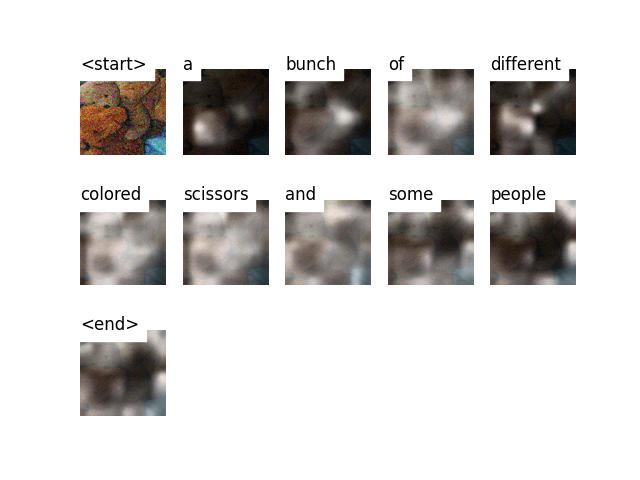 <start> a bunch of different
colored scissors and some people
<end>